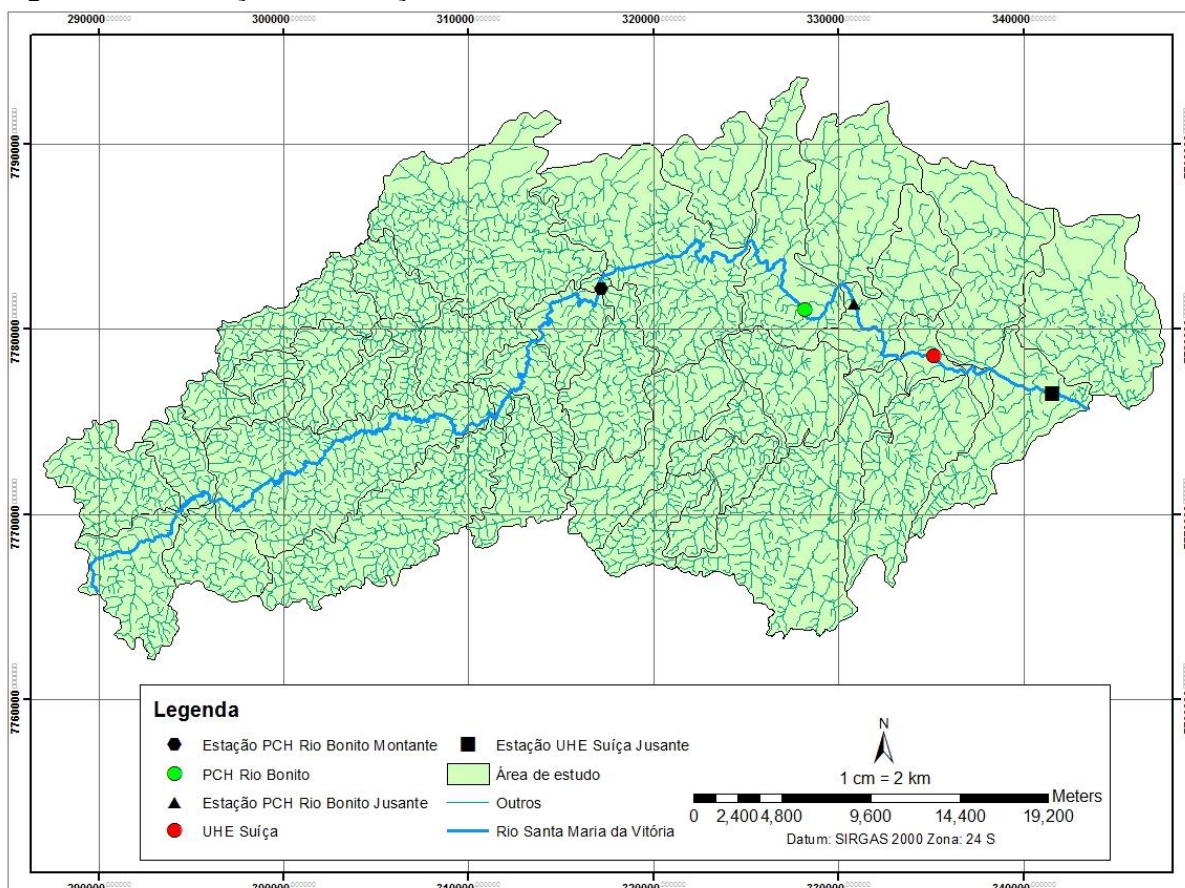 290000 300000 310000 320000 330000 340000
7790000
7780000
7770000
7760000
Legenda
Estação PCH Rio Bonito Montante
PCH Rio Bonito
Estação PCH Rio Bonito Jusante
UHE Suíça
Estação UHE Suíça Jusante
Área de estudo
Outros
Rio Santa Maria da Vitória
N
1 cm = 2 km
Meters
0 2,400 4,800 9,600 14,400 19,200
Datum: SIRGAS 2000 Zona: 24 S